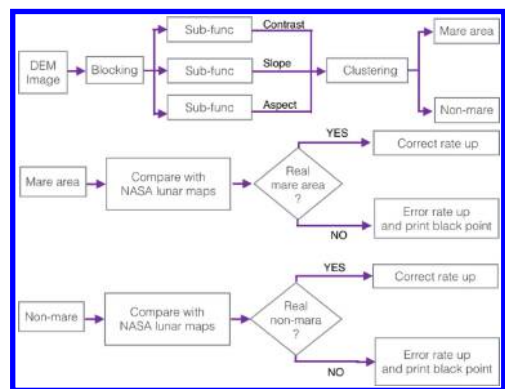 Contrast
Sub-func
Mare area
DEM
Image
Blocking
Sub-func
Slope
Clustering
Sub-func
Aspect
Non-mare
YES
Correct rate up
Mare area
Compare with
NASA lunar maps
Real
mare area
?
NO
Error rate up
and print black point
YES
Correct rate up
Non-mare
Compare with
NASA lunar maps
Real
non-mara
?
NO
Error rate up
and print black point